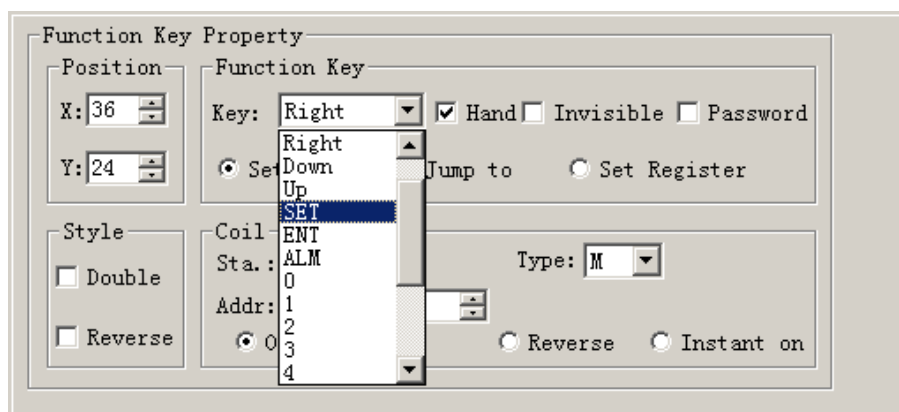 Function Key Property
Position
X: 36
Y: 24
Function Key
Key: Right Hand Invisible Password
Right
Down
Up
SET
ENT
ALM
0
1
2
3
4
Jump to Set Register
Style
Double
Reverse
Coil
Sta.: Type: M
Addr:
Reverse Instant on